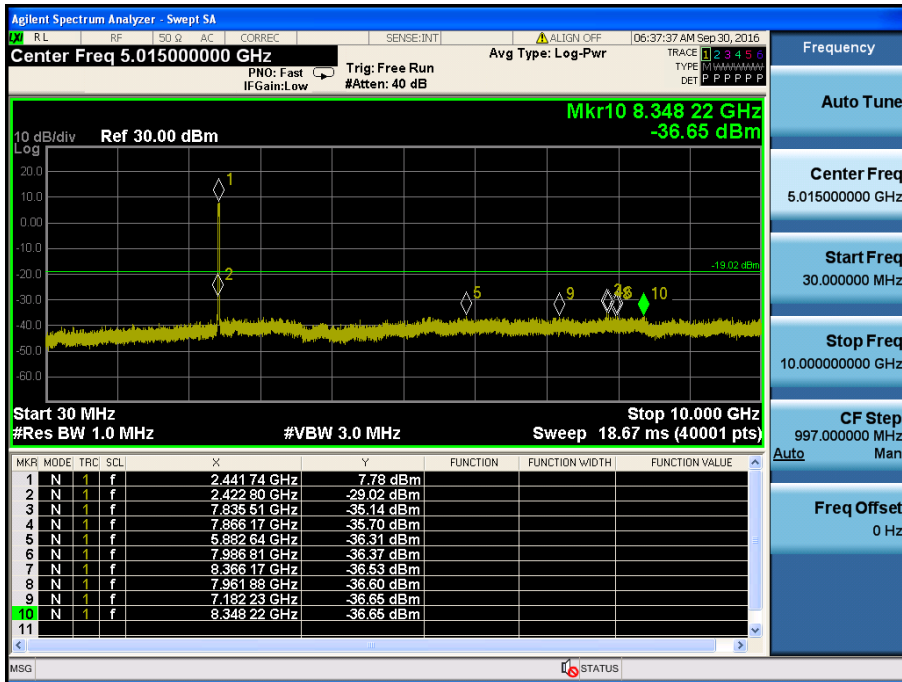 Agilent Spectrum Analyzer - Swept SA
LXI RL RF 50 Ω AC CORREC SENSE:INT ALIGN OFF 06:37:37 AM Sep 30, 2016
Center Freq 5.015000000 GHz
PNO: Fast
IFGain:Low
Trig: Free Run
#Atten: 40 dB
Avg Type: Log-Pwr
TRACE 1 2 3 4 5 6
TYPE MWWWWW
DET P P P P P P
Mkr10 8.348 22 GHz
-36.65 dBm
10 dB/div Ref 30.00 dBm
Log
20.0
10.0
0.00
-10.0
-20.0
-30.0
-40.0
-50.0
-60.0
-19.02 dBm
1
2
5
9
10
Start 30 MHz Stop 10.000 GHz
#Res BW 1.0 MHz #VBW 3.0 MHz Sweep 18.67 ms (40001 pts)
MKR MODE TRC SCL X Y FUNCTION FUNCTION WIDTH FUNCTION VALUE
1 N 1 f 2.441 74 GHz 7.78 dBm
2 N 1 f 2.422 80 GHz -29.02 dBm
3 N 1 f 7.835 51 GHz -35.14 dBm
4 N 1 f 7.866 17 GHz -35.70 dBm
5 N 1 f 5.882 64 GHz -36.31 dBm
6 N 1 f 7.986 81 GHz -36.37 dBm
7 N 1 f 8.366 17 GHz -36.53 dBm
8 N 1 f 7.961 88 GHz -36.60 dBm
9 N 1 f 7.182 23 GHz -36.65 dBm
10 N 1 f 8.348 22 GHz -36.65 dBm
11
MSG STATUS
Frequency
Auto Tune
Center Freq
5.015000000 GHz
Start Freq
30.000000 MHz
Stop Freq
10.000000000 GHz
CF Step
997.000000 MHz
Auto Man
Freq Offset
0 Hz